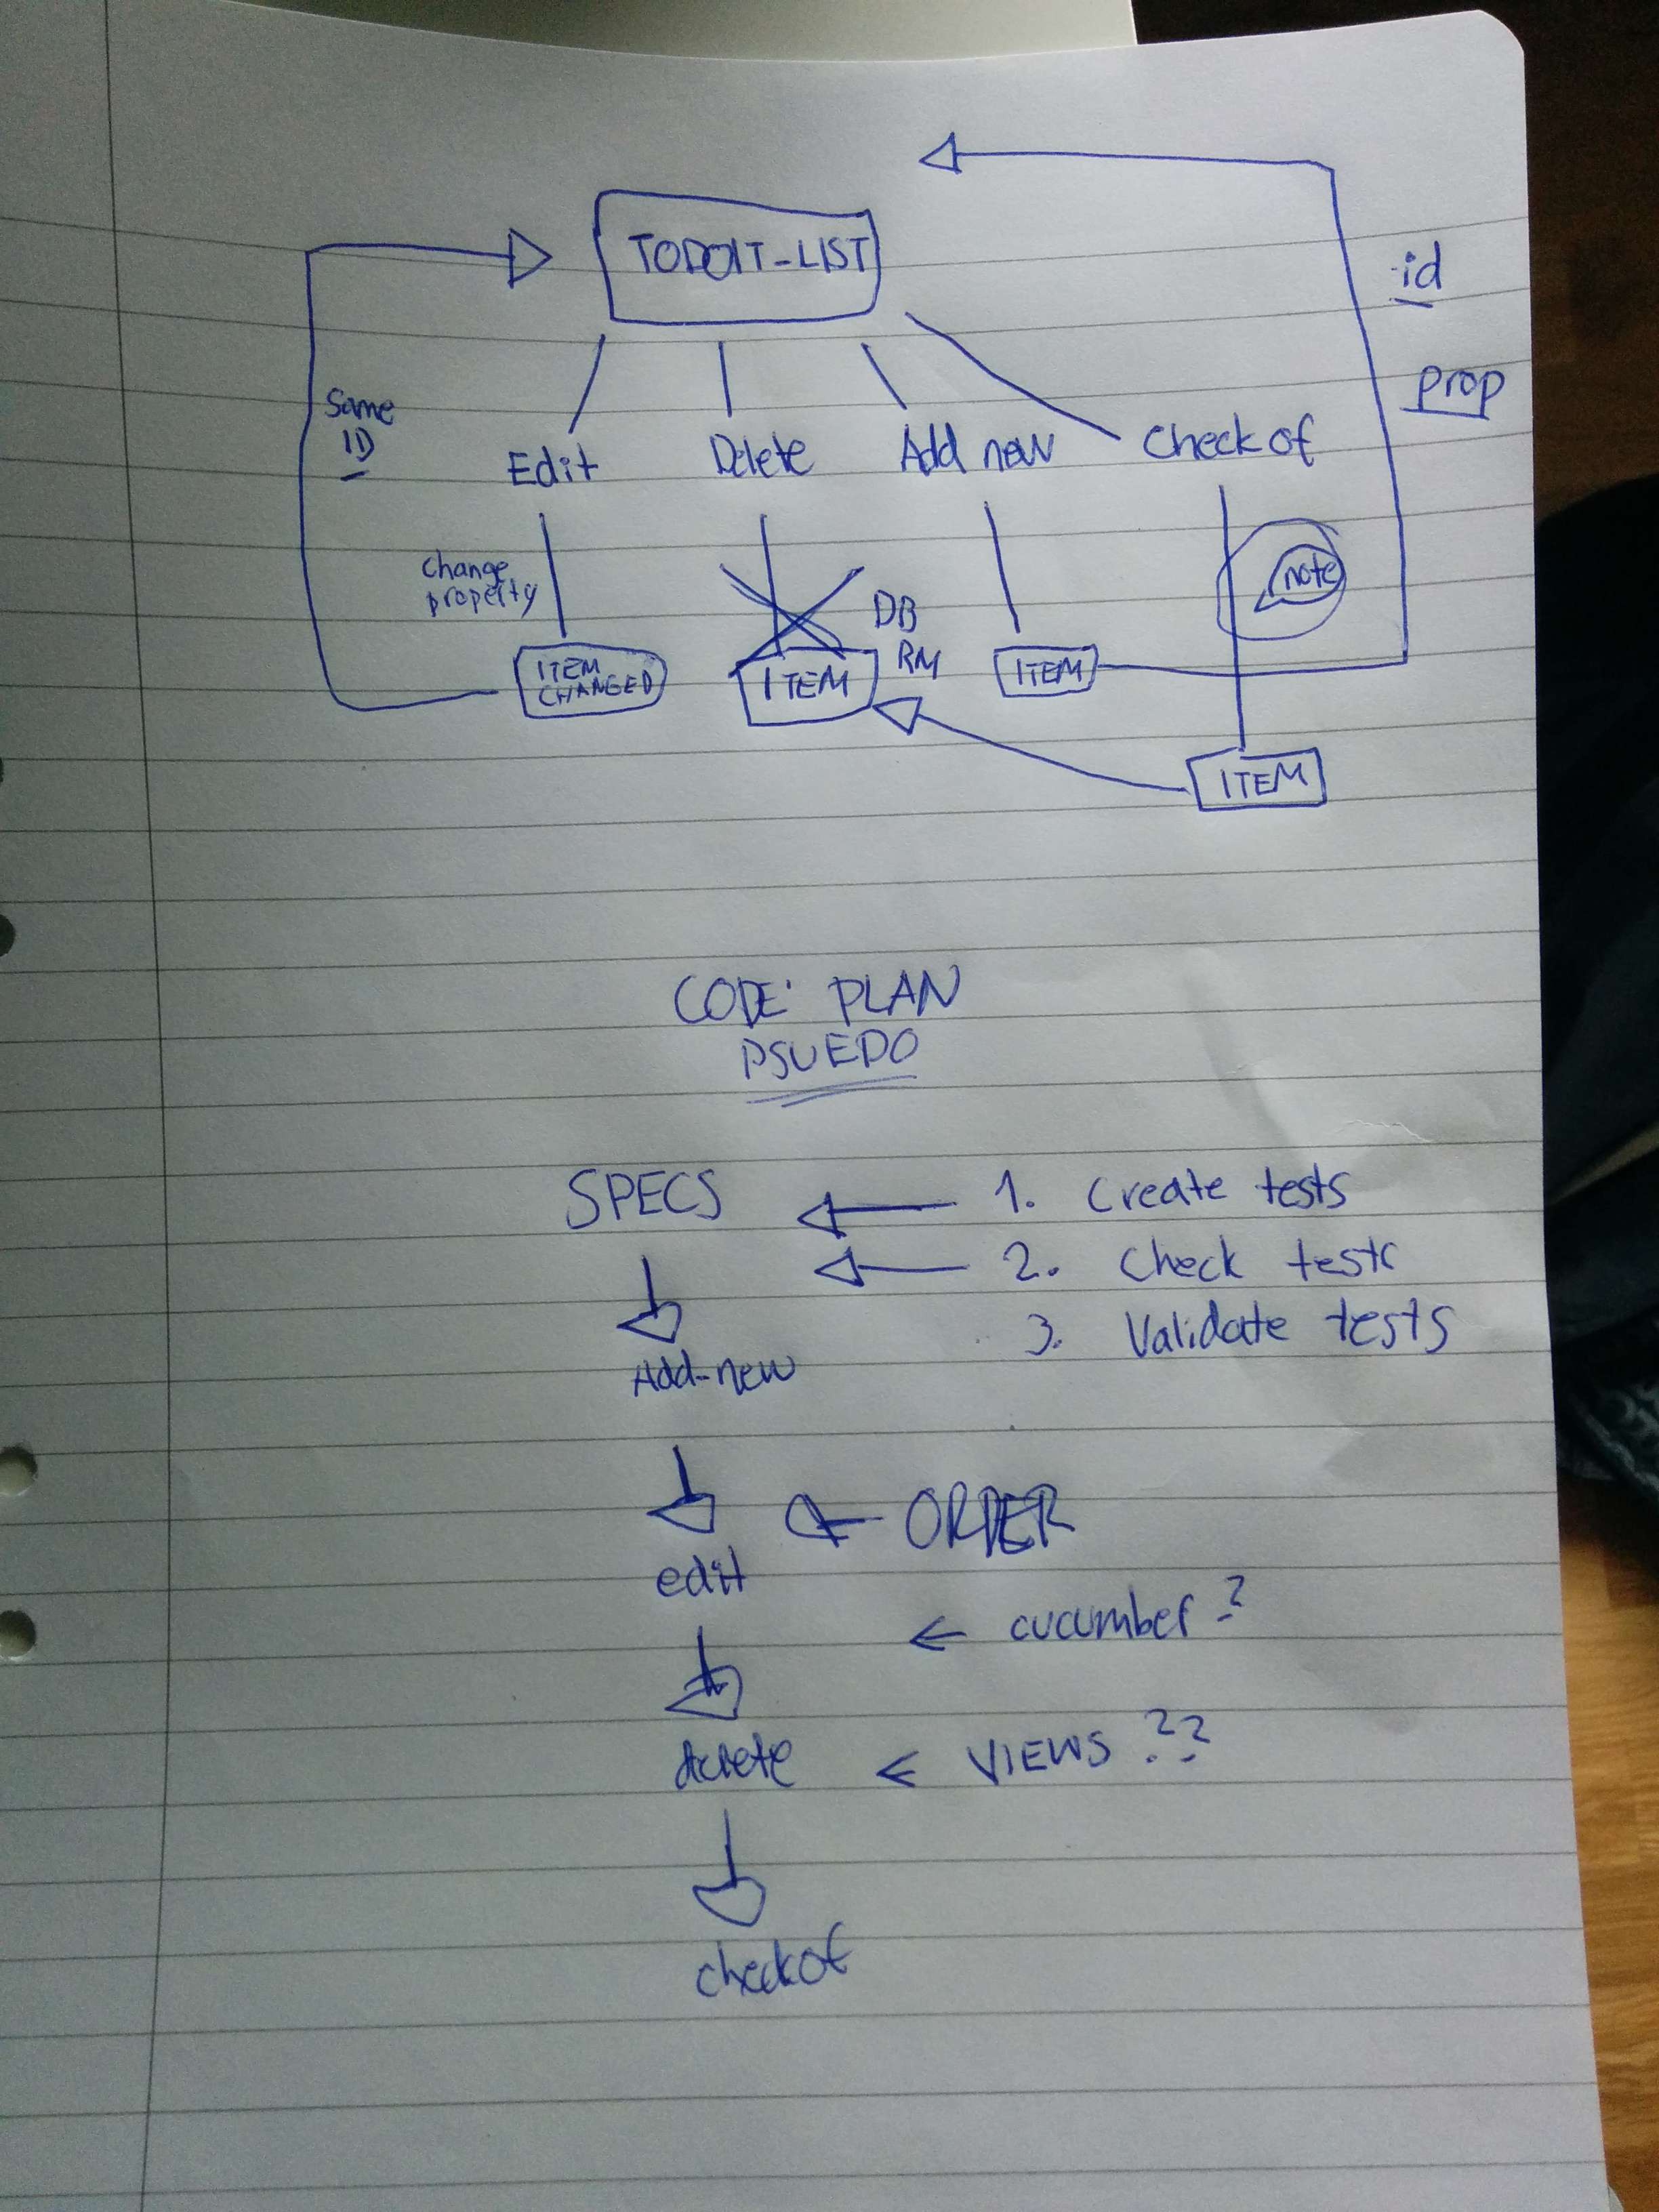 TODOIT-LIST
id
prop
Same
ID
Edit
Delete
Add new
Check of
Change
property
note
DB
RM
ITEM
CHANGED
ITEM
ITEM
ITEM
CODE PLAN
PSUEDO
SPECS
1. Create tests
2. Check tests
3. Validate tests
Add-new
ORDER
edit
cucumber ?
delete
VIEWS ??
checkof